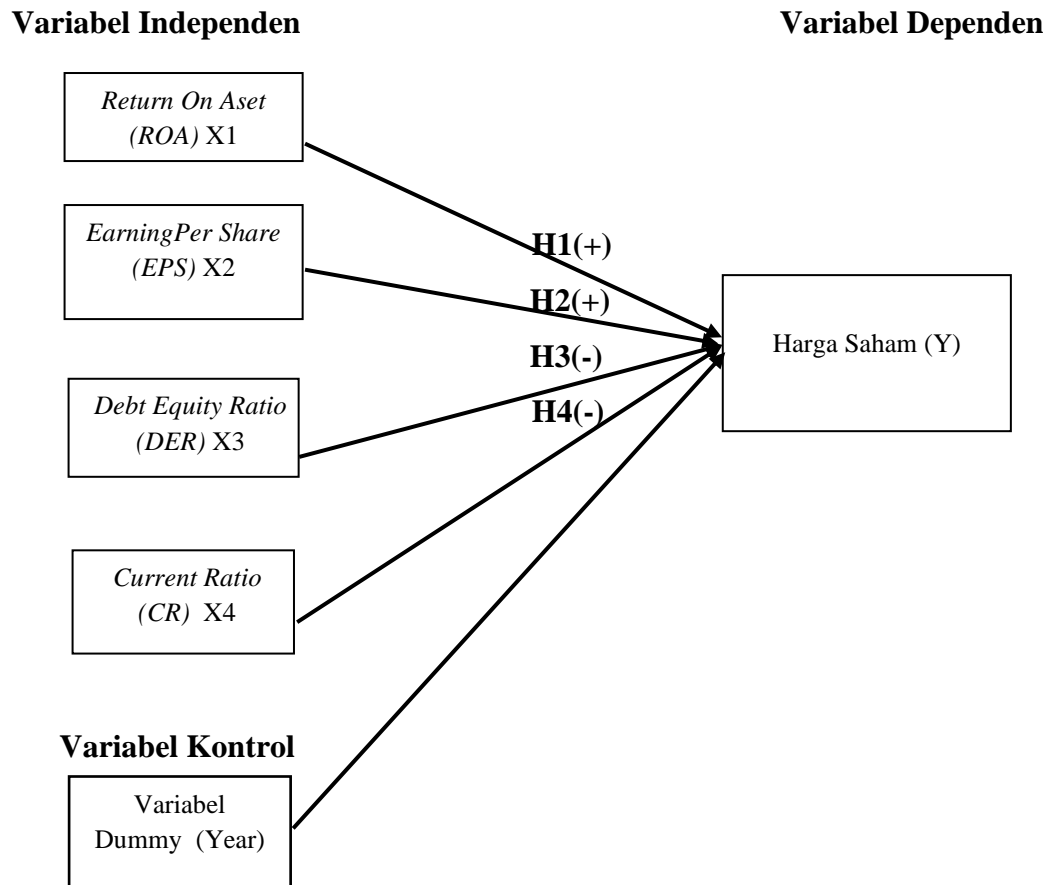 Variabel Independen
Variabel Dependen
Return On Aset
(ROA) X1
EarningPer Share
(EPS) X2
H1(+)
H2(+)
H3(-)
H4(-)
Harga Saham (Y)
Debt Equity Ratio
(DER) X3
Current Ratio
(CR) X4
Variabel Kontrol
Variabel
Dummy (Year)